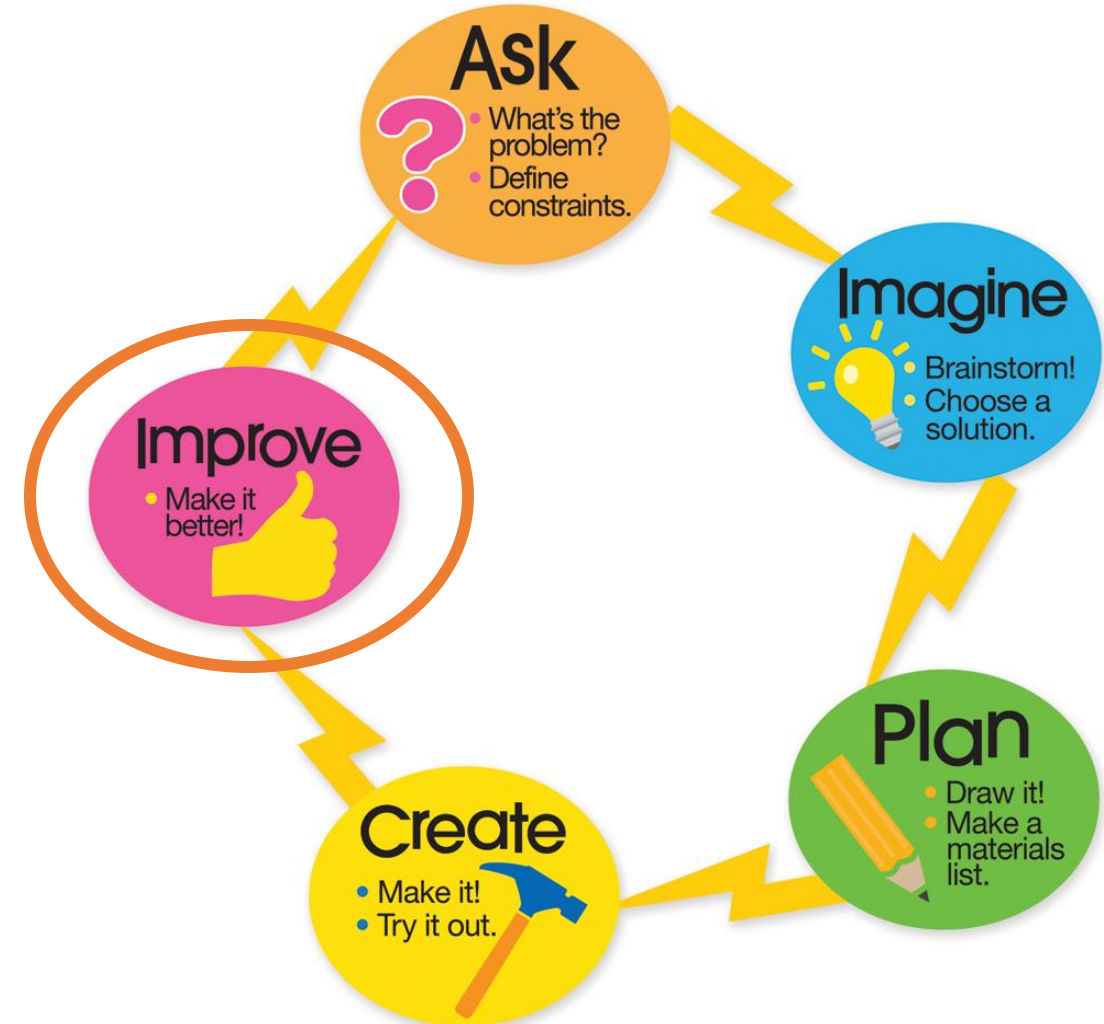 Ask
• What's the
problem?
• Define
constraints.
Imagine
• Brainstorm!
• Choose a
solution.
Plan
• Draw it!
• Make a
materials
list.
Create
• Make it!
• Try it out.
Improve
• Make it
better!